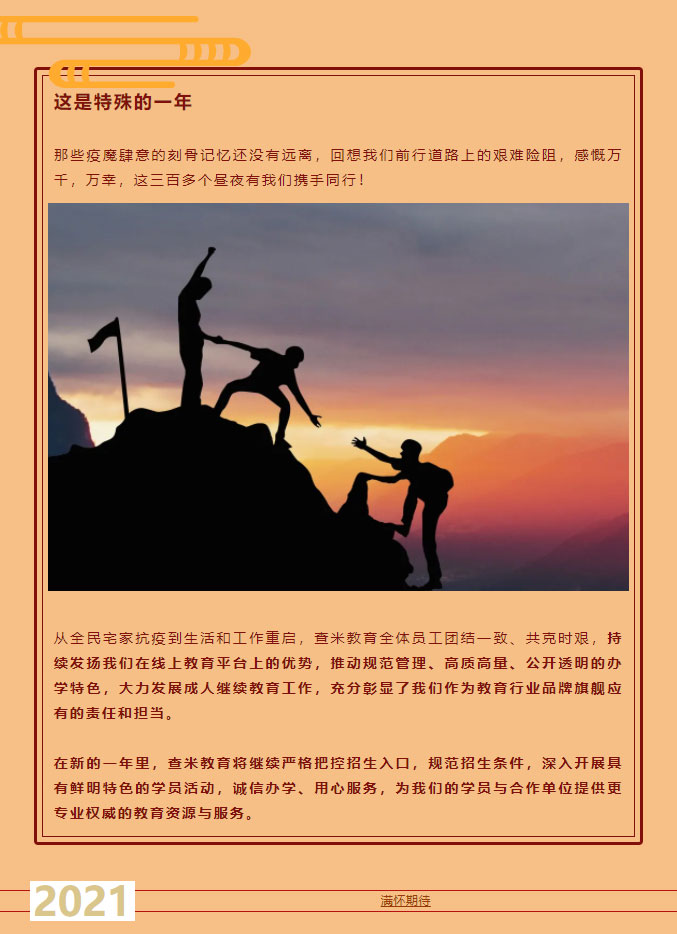 这是特殊的一年
那些疫魔肆意的刻骨记忆还没有远离，回想我们前行道路上的艰难险阻，感慨万
千，万幸，这三百多个昼夜有我们携手同行！
从全民宅家抗疫到生活和工作重启，查米教育全体员工团结一致、共克时艰，持
续发扬我们在线上教育平台上的优势，推动规范管理、高质高量、公开透明的办
学特色，大力发展成人继续教育工作，充分彰显了我们作为教育行业品牌旗舰应
有的责任和担当。
在新的一年里，查米教育将继续严格把控招生入口，规范招生条件，深入开展具
有鲜明特色的学员活动，诚信办学、用心服务，为我们的学员与合作单位提供更
专业权威的教育资源与服务。
2021
满怀期待